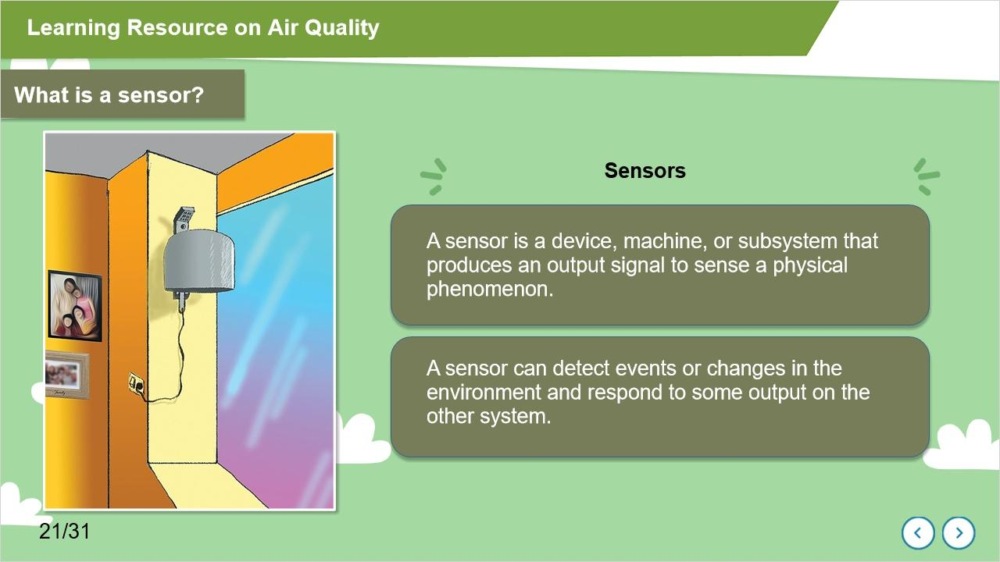 Learning Resource on Air Quality
What is a sensor?
Sensors
A sensor is a device, machine, or subsystem that
produces an output signal to sense a physical
phenomenon.
A sensor can detect events or changes in the
environment and respond to some output on the
other system.
21/31